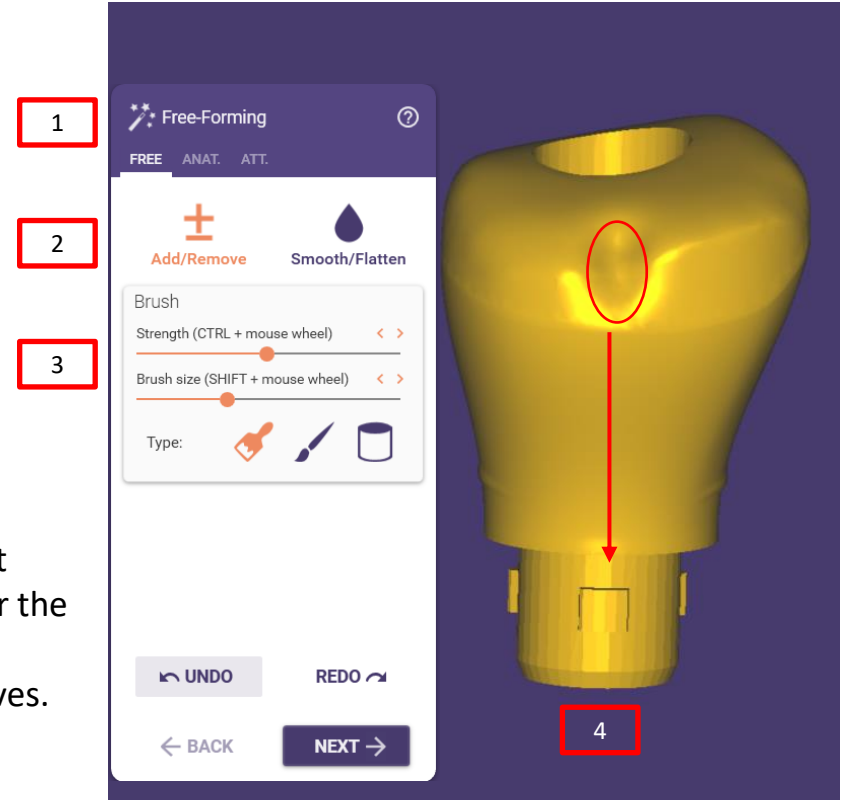 1
Free-Forming
FREE ANAT. ATT.
2
Add/Remove Smooth/Flatten
Brush
Strength (CTRL + mouse wheel) < >
3
Brush size (SHIFT + mouse wheel) < >
Type:
r the
UNDO REDO
BACK NEXT
4